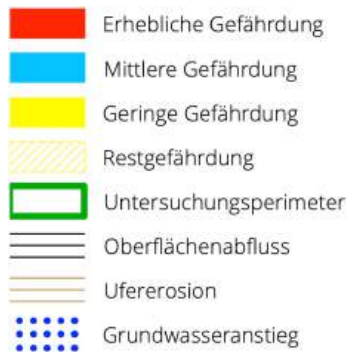 Erhebliche Gefährdung
Mittlere Gefährdung
Geringe Gefährdung
Restgefährdung
Untersuchungsperimeter
Oberflächenabfluss
Ufererosion
Grundwasseranstieg